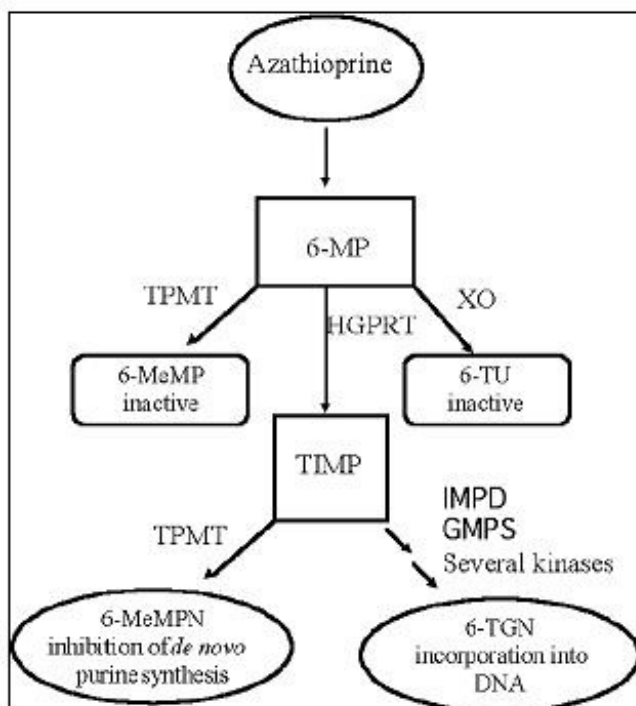 Azathioprine
6-MP
TPMT
HGPRT
XO
6-MeMP
inactive
6-TU
inactive
TIMP
TPMT
IMPD
GMPS
Several kinases
6-MeMPN
inhibition of de novo
purine synthesis
6-TGN
incorporation into
DNA